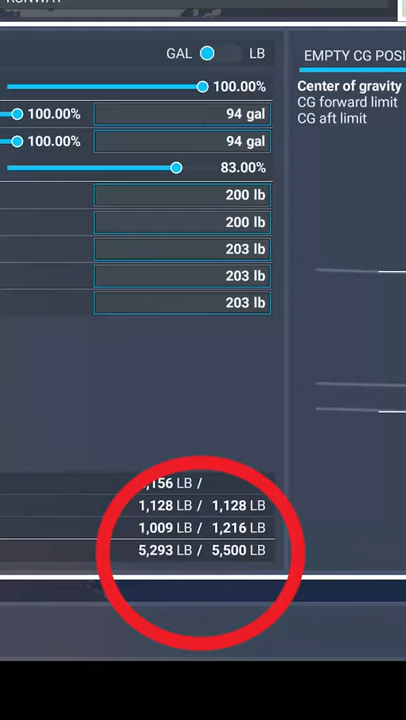 RUNWAY
GAL LB
100.00%
100.00% 94 gal
100.00% 94 gal
83.00%
200 lb
200 lb
203 lb
203 lb
203 lb
,156 LB /
1,128 LB / 1,128 LB
1,009 LB / 1,216 LB
5,293 LB / 5,500 LB
EMPTY CG POSI
Center of gravity
CG forward limit
CG aft limit